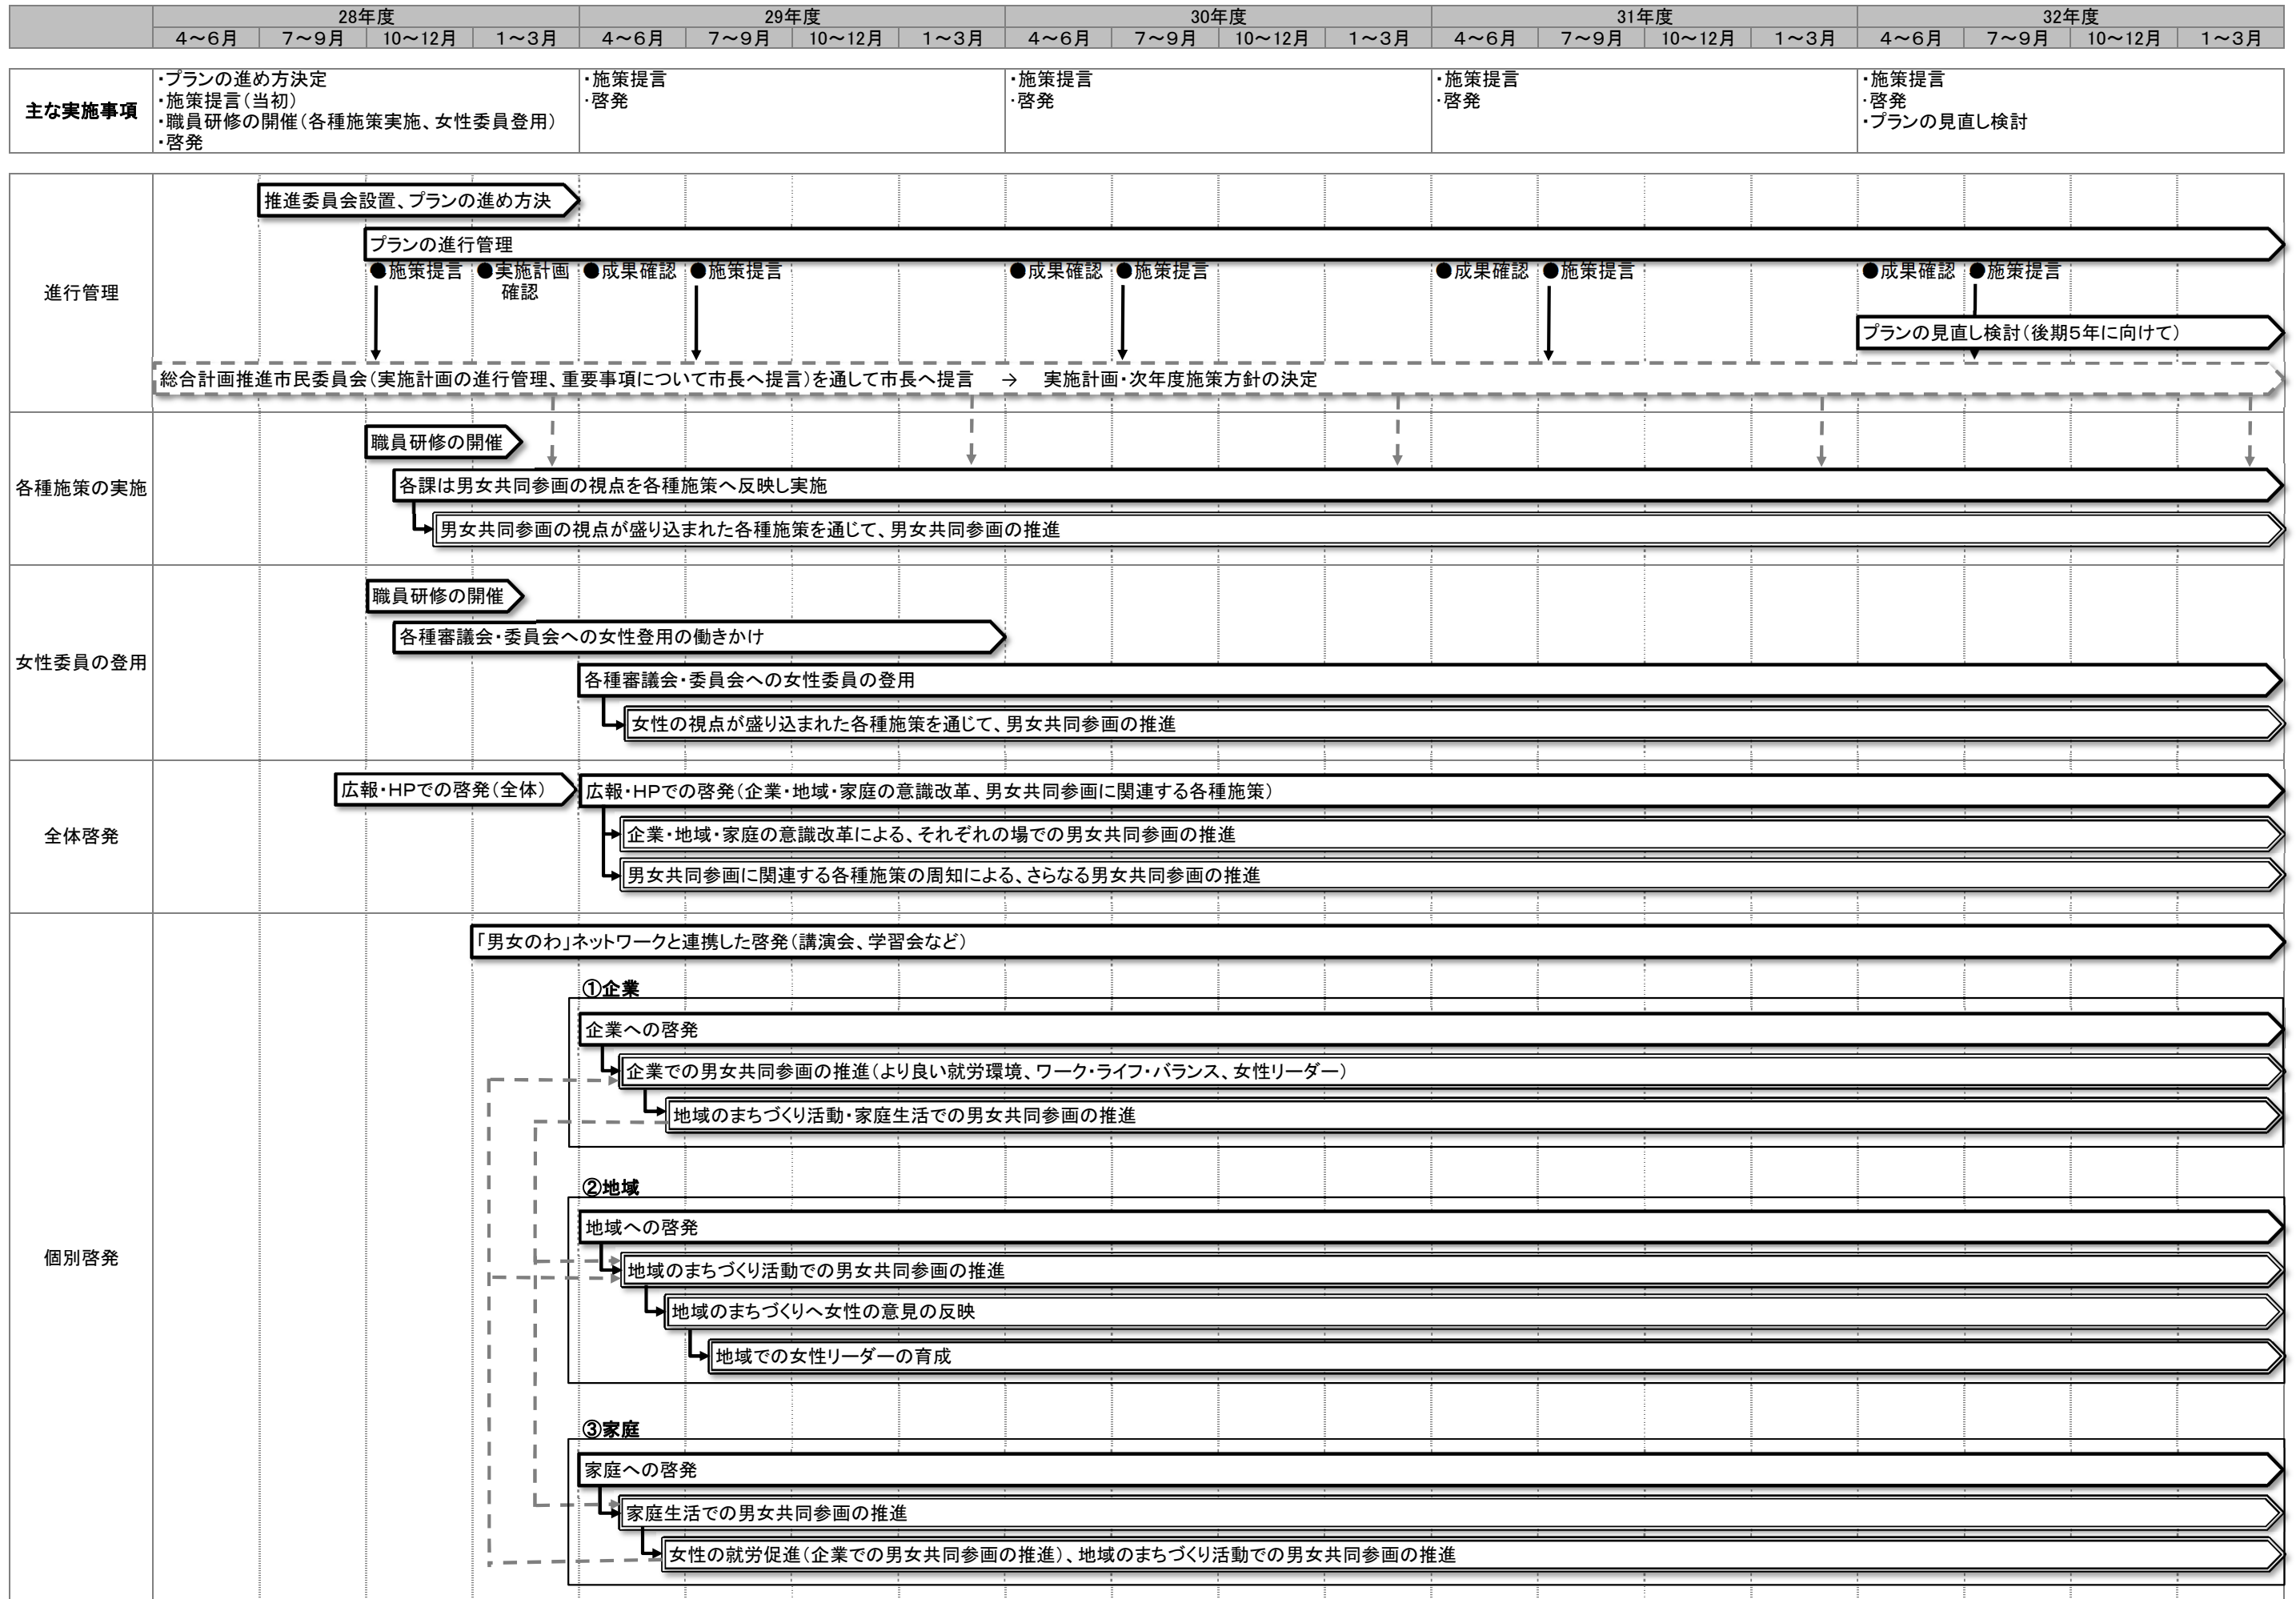 28年度 29年度 30年度 31年度 32年度
4～6月 7～9月 10～12月 1～3月 4～6月 7～9月 10～12月 1～3月 4～6月 7～9月 10～12月 1～3月 4～6月 7～9月 10～12月 1～3月 4～6月 7～9月 10～12月 1～3月
主な実施事項
・プランの進め方決定
・施策提言（当初）
・職員研修の開催（各種施策実施、女性委員登用）
・啓発
・施策提言
・啓発
・施策提言
・啓発
・施策提言
・啓発
・施策提言
・啓発
・プランの見直し検討
進行管理
推進委員会設置、プランの進め方決
プランの進行管理
●施策提言 ●実施計画 ●成果確認 ●施策提言 ●成果確認 ●施策提言 ●成果確認 ●施策提言 ●成果確認 ●施策提言
確認
プランの見直し検討（後期5年に向けて）
総合計画推進市民委員会（実施計画の進行管理、重要事項について市長へ提言）を通して市長へ提言 → 実施計画・次年度施策方針の決定
各種施策の実施
職員研修の開催
各課は男女共同参画の視点を各種施策へ反映し実施
男女共同参画の視点が盛り込まれた各種施策を通じて、男女共同参画の推進
女性委員の登用
職員研修の開催
各種審議会・委員会への女性登用の働きかけ
各種審議会・委員会への女性委員の登用
女性の視点が盛り込まれた各種施策を通じて、男女共同参画の推進
全体啓発
広報・HPでの啓発（全体） 広報・HPでの啓発（企業・地域・家庭の意識改革、男女共同参画に関連する各種施策）
企業・地域・家庭の意識改革による、それぞれの場での男女共同参画の推進
男女共同参画に関連する各種施策の周知による、さらなる男女共同参画の推進
個別啓発
「男女のわ」ネットワークと連携した啓発（講演会、学習会など）
①企業
企業への啓発
企業での男女共同参画の推進（より良い就労環境、ワーク・ライフ・バランス、女性リーダー）
地域のまちづくり活動・家庭生活での男女共同参画の推進
②地域
地域への啓発
地域のまちづくり活動での男女共同参画の推進
地域のまちづくりへ女性の意見の反映
地域での女性リーダーの育成
③家庭
家庭への啓発
家庭生活での男女共同参画の推進
女性の就労促進（企業での男女共同参画の推進）、地域のまちづくり活動での男女共同参画の推進